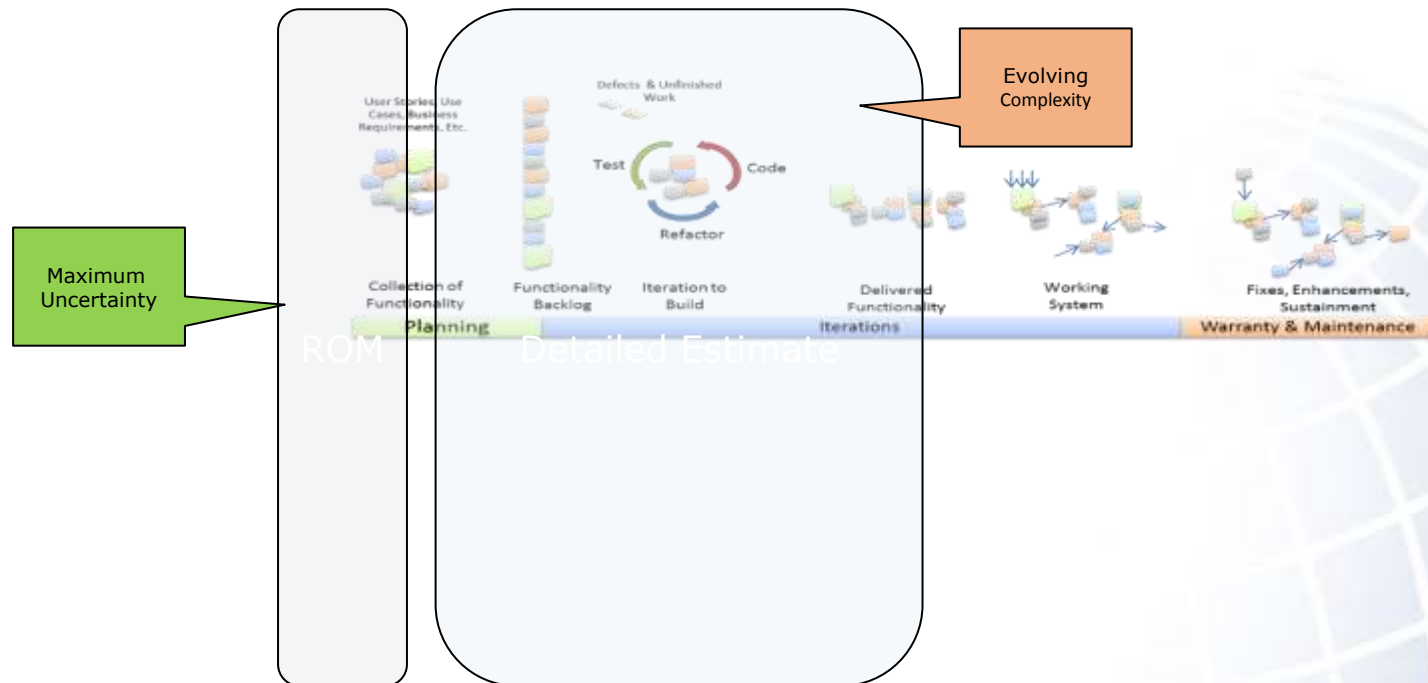 Evolving
Complexity
Defects & Unfinished
Work
User Stories, Use
Cases, Business
Requirements, Etc.
Test
Code
Refactor
Maximum
Uncertainty
Collection of
Functionality
Functionality
Backlog
Iteration to
Build
Delivered
Functionality
Working
System
Fixes, Enhancements,
Sustainment
Planning
Iterations
Warranty & Maintenance
ROM
Detailed Estimate